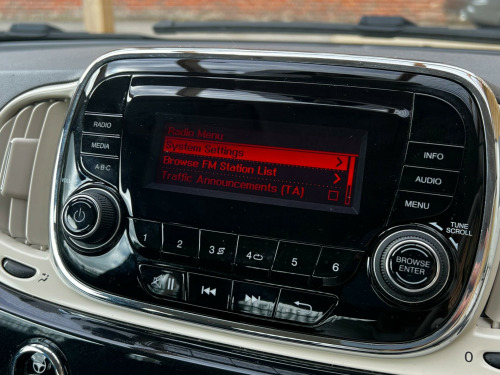 Radio Menu
System Settings
Browse FM Station List
Traffic Announcements (TA)
RADIO
MEDIA
A-B-C
INFO
AUDIO
MENU
TUNE
SCROLL
BROWSE
ENTER
1 2 3 4 5 6
0